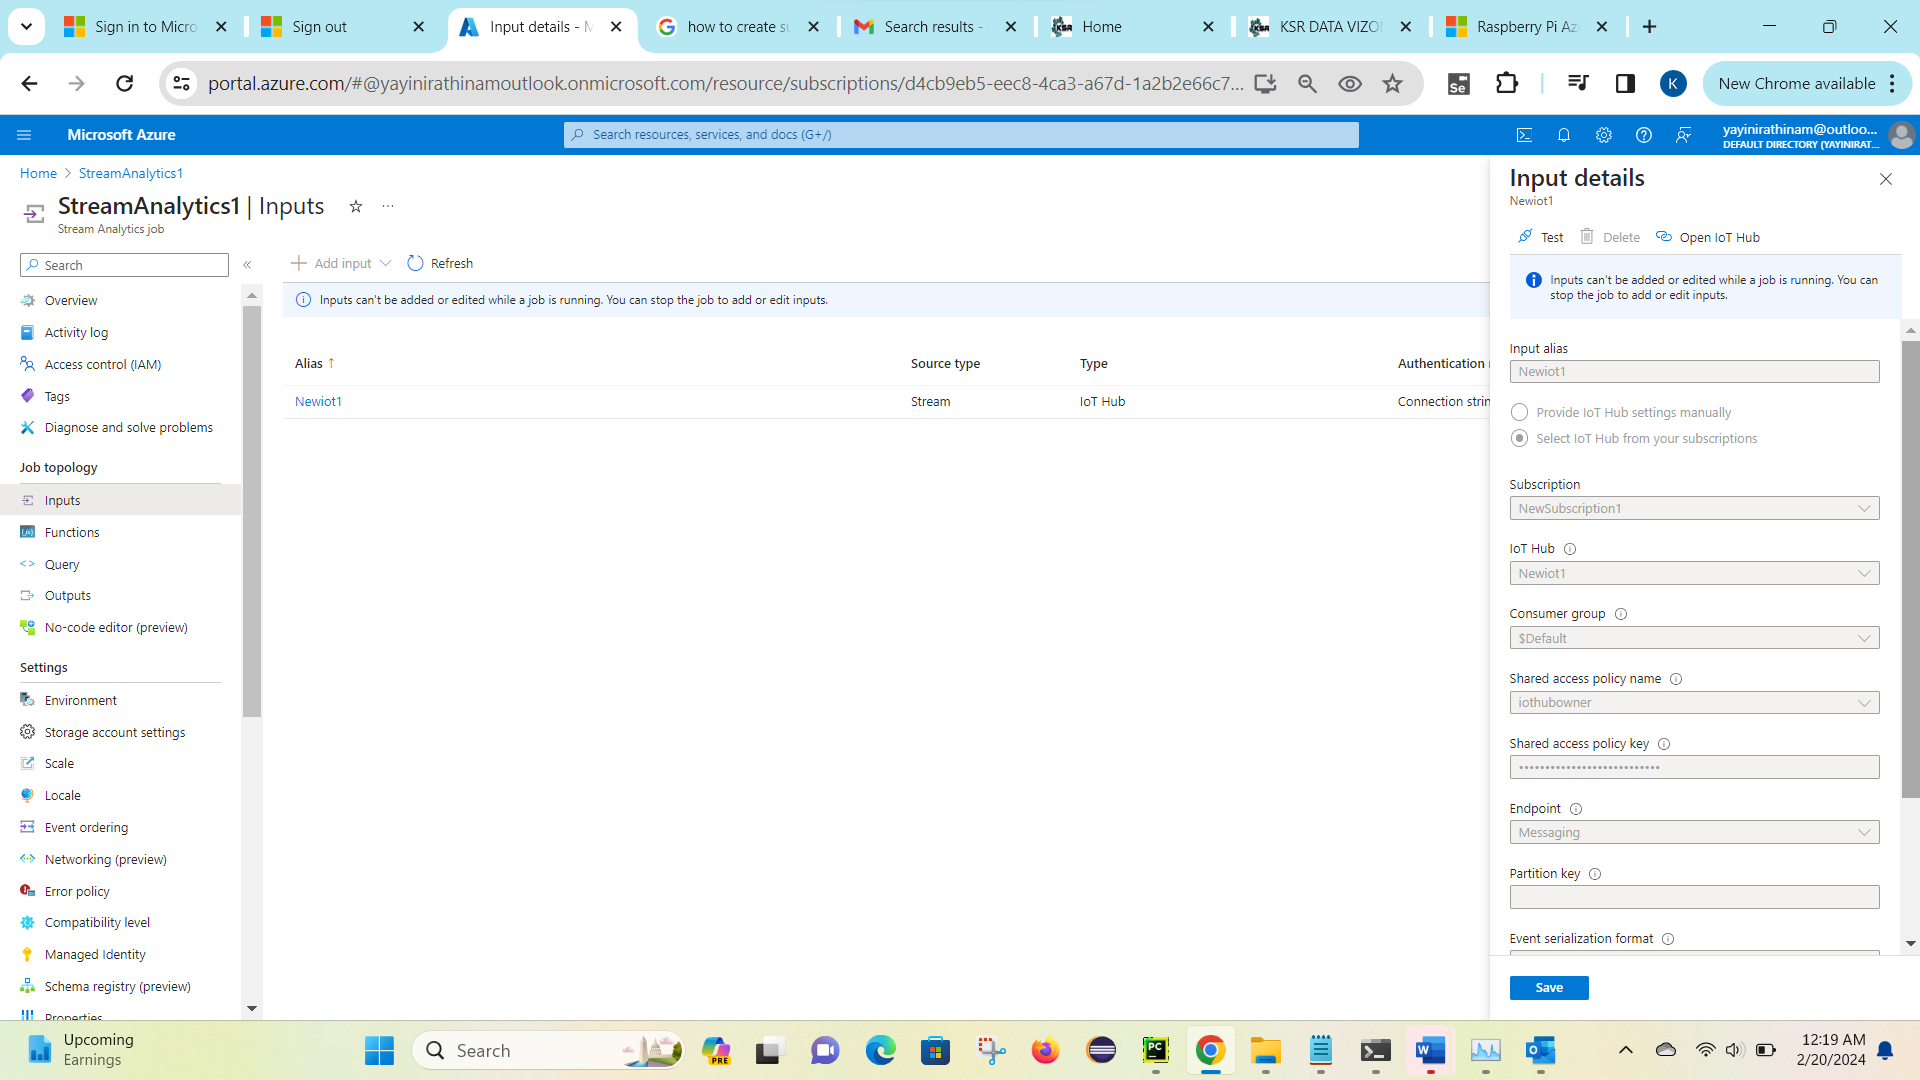 Sign in to Micro
Sign out
Input details - M
how to create su
Search results -
Home
KSR DATA VIZON
Raspberry Pi Az
portal.azure.com/#@yayinirathinamoutlook.onmicrosoft.com/resource/subscriptions/d4cb9eb5-eec8-4ca3-a67d-1a2b2e66c7...
Se
K
New Chrome available
Microsoft Azure
Search resources, services, and docs (G+/)
yayinirathinam@outloo...
DEFAULT DIRECTORY (YAYINIRAT...
Home > StreamAnalytics1
StreamAnalytics1 | Inputs
Stream Analytics job
Search
Overview
Activity log
Access control (IAM)
Tags
Diagnose and solve problems
Job topology
Inputs
Functions
Query
Outputs
No-code editor (preview)
Settings
Environment
Storage account settings
Scale
Locale
Event ordering
Networking (preview)
Error policy
Compatibility level
Managed Identity
Schema registry (preview)
Properties
Add input
Refresh
Inputs can't be added or edited while a job is running. You can stop the job to add or edit inputs.
Alias ↑ Source type Type Authentication
Newiot1 Stream IoT Hub Connection strin
Input details
Newiot1
Test Delete Open IoT Hub
Inputs can't be added or edited while a job is running. You can
stop the job to add or edit inputs.
Input alias
Newiot1
Provide IoT Hub settings manually
Select IoT Hub from your subscriptions
Subscription
NewSubscription1
IoT Hub
Newiot1
Consumer group
$Default
Shared access policy name
iothubowner
Shared access policy key
Endpoint
Messaging
Partition key
Event serialization format
Save
Upcoming
Earnings
Search
PRE
PC
W
12:19 AM
2/20/2024